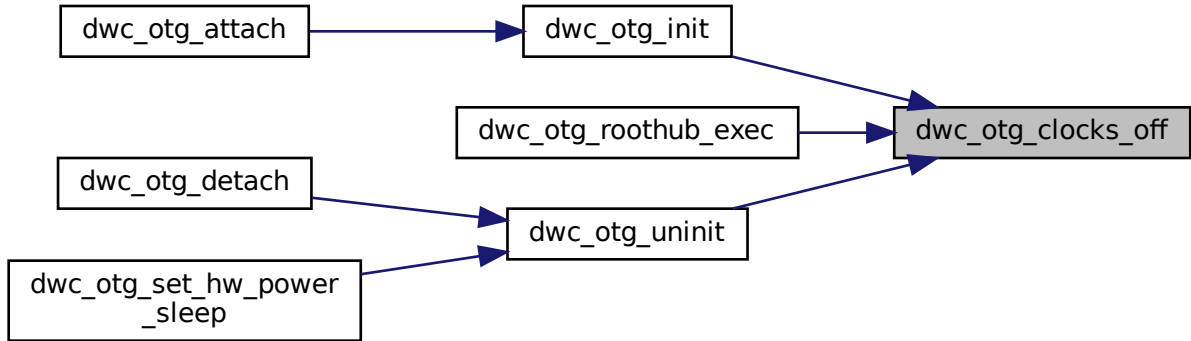 dwc_otg_attach
dwc_otg_init
dwc_otg_roothub_exec
dwc_otg_clocks_off
dwc_otg_detach
dwc_otg_uninit
dwc_otg_set_hw_power
_sleep